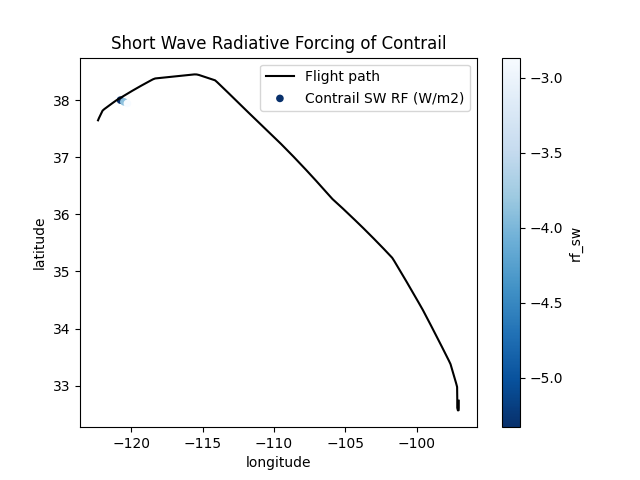 Short Wave Radiative Forcing of Contrail
Flight path
Contrail SW RF (W/m2)
38
37
36
35
34
33
latitude
−120
−115
−110
−105
−100
longitude
−3.0
−3.5
−4.0
−4.5
−5.0
rf_sw